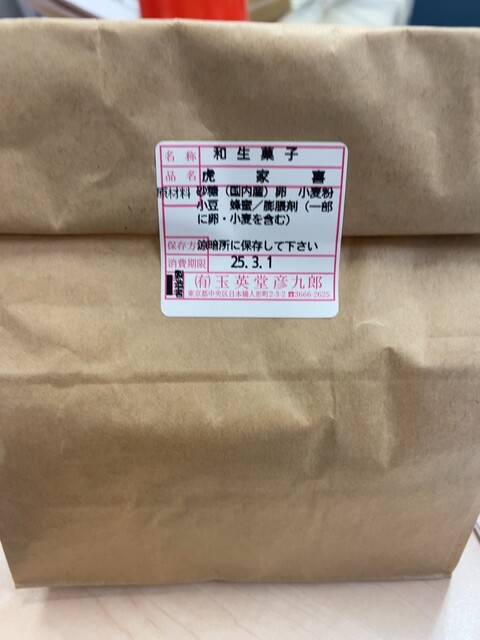 名称 和生菓子
品名 虎家喜
原材料 砂糖（国内産）卵 小麦粉
小豆 蜂蜜／膨脹剤（一部
に卵・小麦を含む）
保存方 涼暗所に保存して下さい
消費期限 25.3.1
製造者 ㈲玉英堂彦九郎
東京都中央区日本橋人形町2-3-2 ☎3666-2625